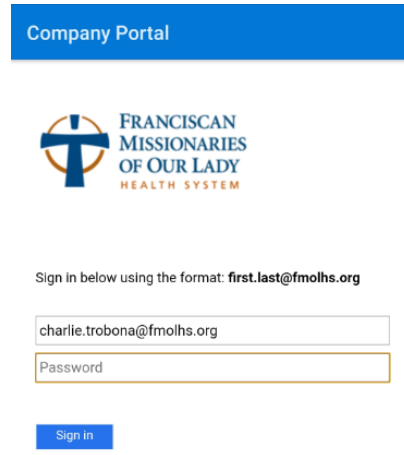 Company Portal
FRANCISCAN
MISSIONARIES
OF OUR LADY
HEALTH SYSTEM
Sign in below using the format: first.last@fmolhs.org
charlie.trobona@fmolhs.org
Password
Sign in